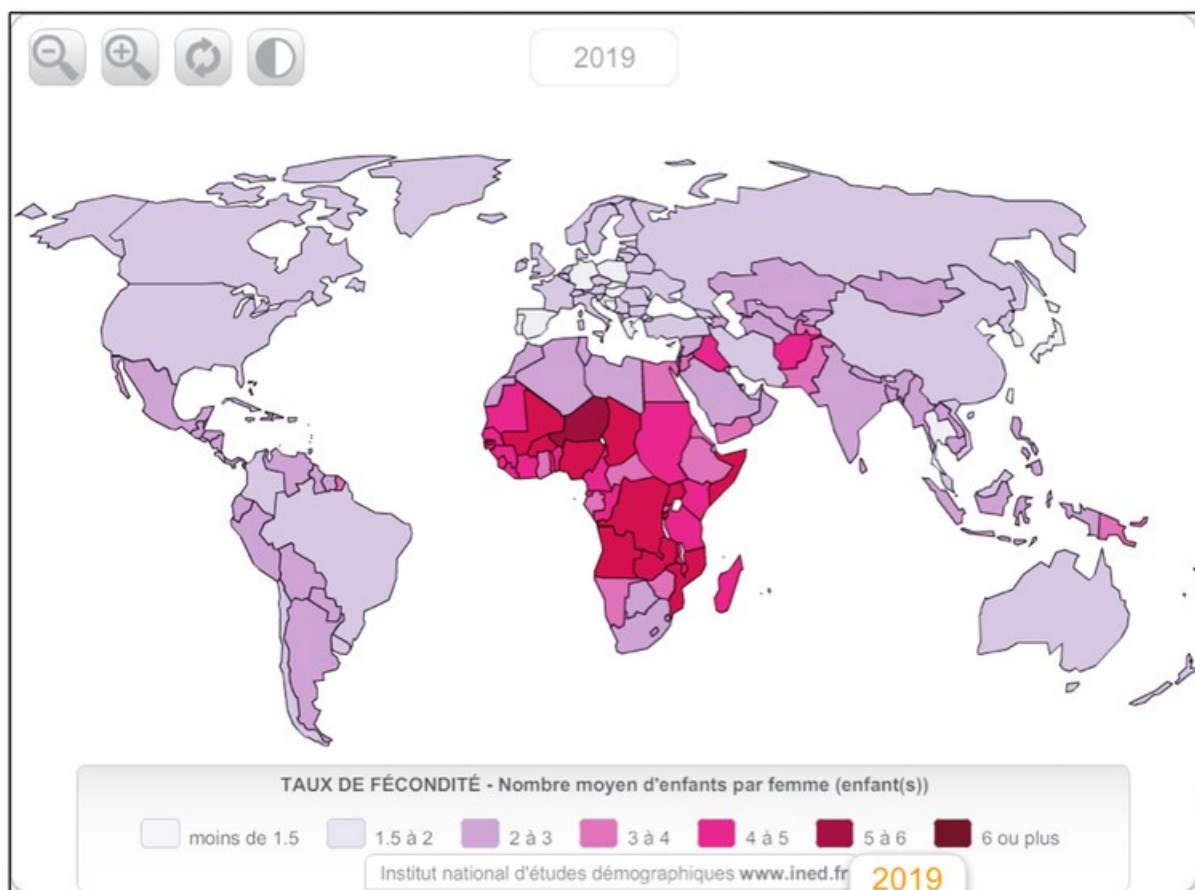 2019
TAUX DE FÉCONDITÉ - Nombre moyen d'enfants par femme (enfant(s))
moins de 1.5 1.5 à 2 2 à 3 3 à 4 4 à 5 5 à 6 6 ou plus
Institut national d'études démographiques www.ined.fr 2019